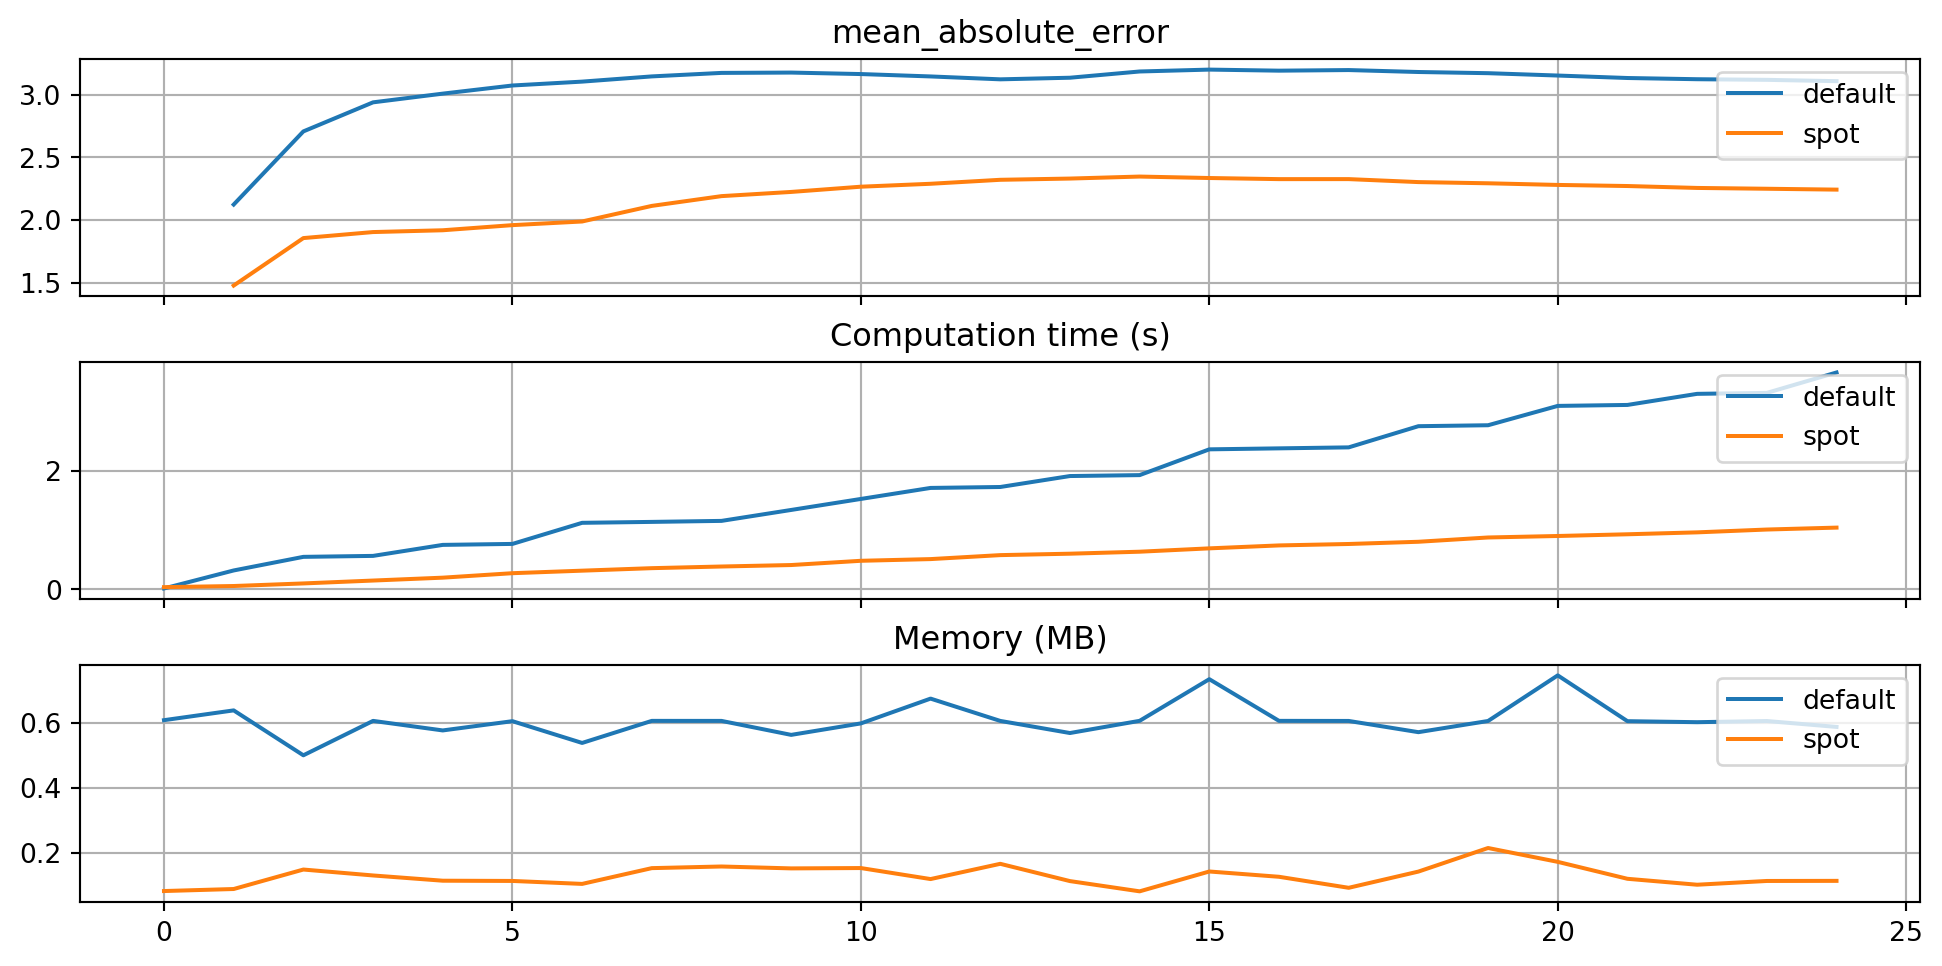 mean_absolute_error
3.0
2.5
2.0
1.5
default
spot
Computation time (s)
2
0
default
spot
Memory (MB)
0.6
0.4
0.2
default
spot
0 5 10 15 20 25